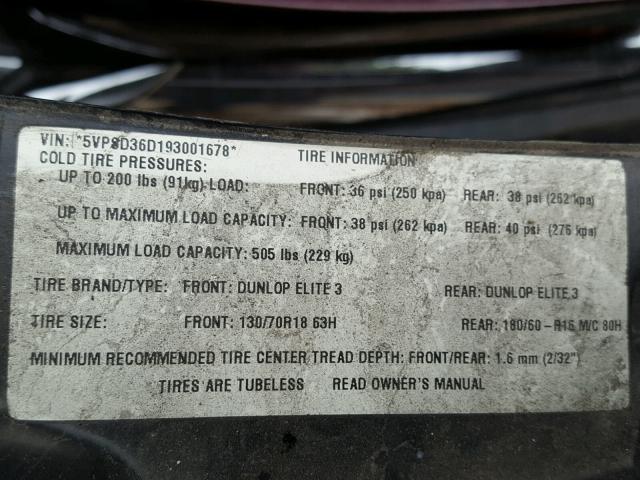 VIN: *5VPSD36D193001678*
COLD TIRE PRESSURES: TIRE INFORMATION
UP TO 200 lbs (91kg) LOAD: FRONT: 36 psi (250 kpa) REAR: 38 psi (262 kpa)
UP TO MAXIMUM LOAD CAPACITY: FRONT: 38 psi (262 kpa) REAR: 40 psi (276 kpa)
MAXIMUM LOAD CAPACITY: 505 lbs (229 kg)
TIRE BRAND/TYPE: FRONT: DUNLOP ELITE 3 REAR: DUNLOP ELITE 3
TIRE SIZE: FRONT: 130/70R18 63H REAR: 180/60-R16 M/C 80H
MINIMUM RECOMMENDED TIRE CENTER TREAD DEPTH: FRONT/REAR: 1.6 mm (2/32")
TIRES ARE TUBELESS READ OWNER'S MANUAL